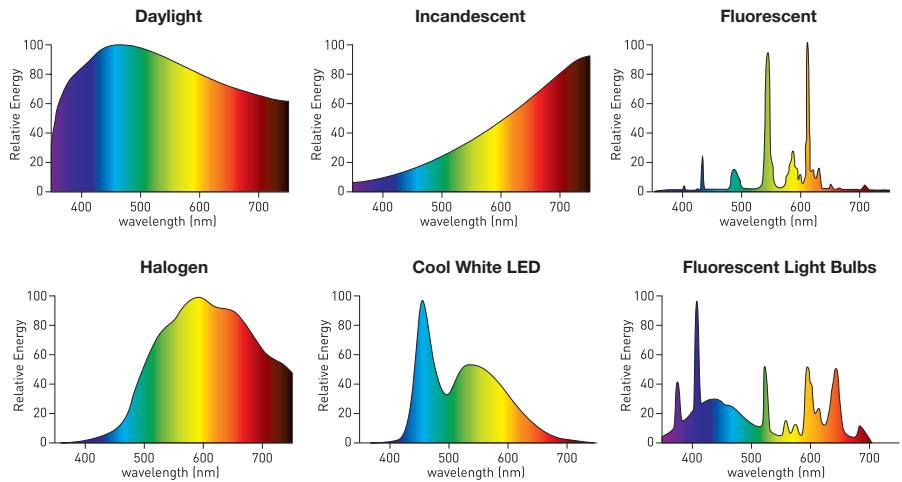 Daylight
Incandescent
Fluorescent
100
80
60
40
20
0
Relative Energy
400 500 600 700
wavelength (nm)
100
80
60
40
20
0
Relative Energy
400 500 600 700
wavelength (nm)
100
80
60
40
20
0
Relative Energy
400 500 600 700
wavelength (nm)
Halogen
Cool White LED
Fluorescent Light Bulbs
100
80
60
40
20
0
Relative Energy
400 500 600 700
wavelength (nm)
100
80
60
40
20
0
Relative Energy
400 500 600 700
wavelength (nm)
100
80
60
40
20
0
Relative Energy
400 500 600 700
wavelength (nm)